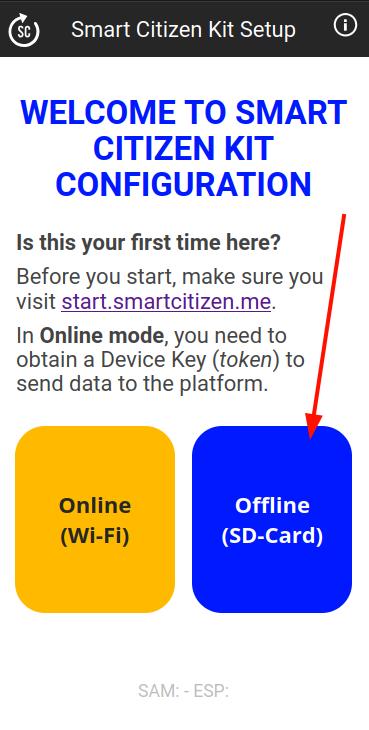 SC
Smart Citizen Kit Setup
WELCOME TO SMART
CITIZEN KIT
CONFIGURATION
Is this your first time here?
Before you start, make sure you
visit start.smartcitizen.me.
In Online mode, you need to
obtain a Device Key (token) to
send data to the platform.
Online
(Wi-Fi)
Offline
(SD-Card)
SAM: - ESP: